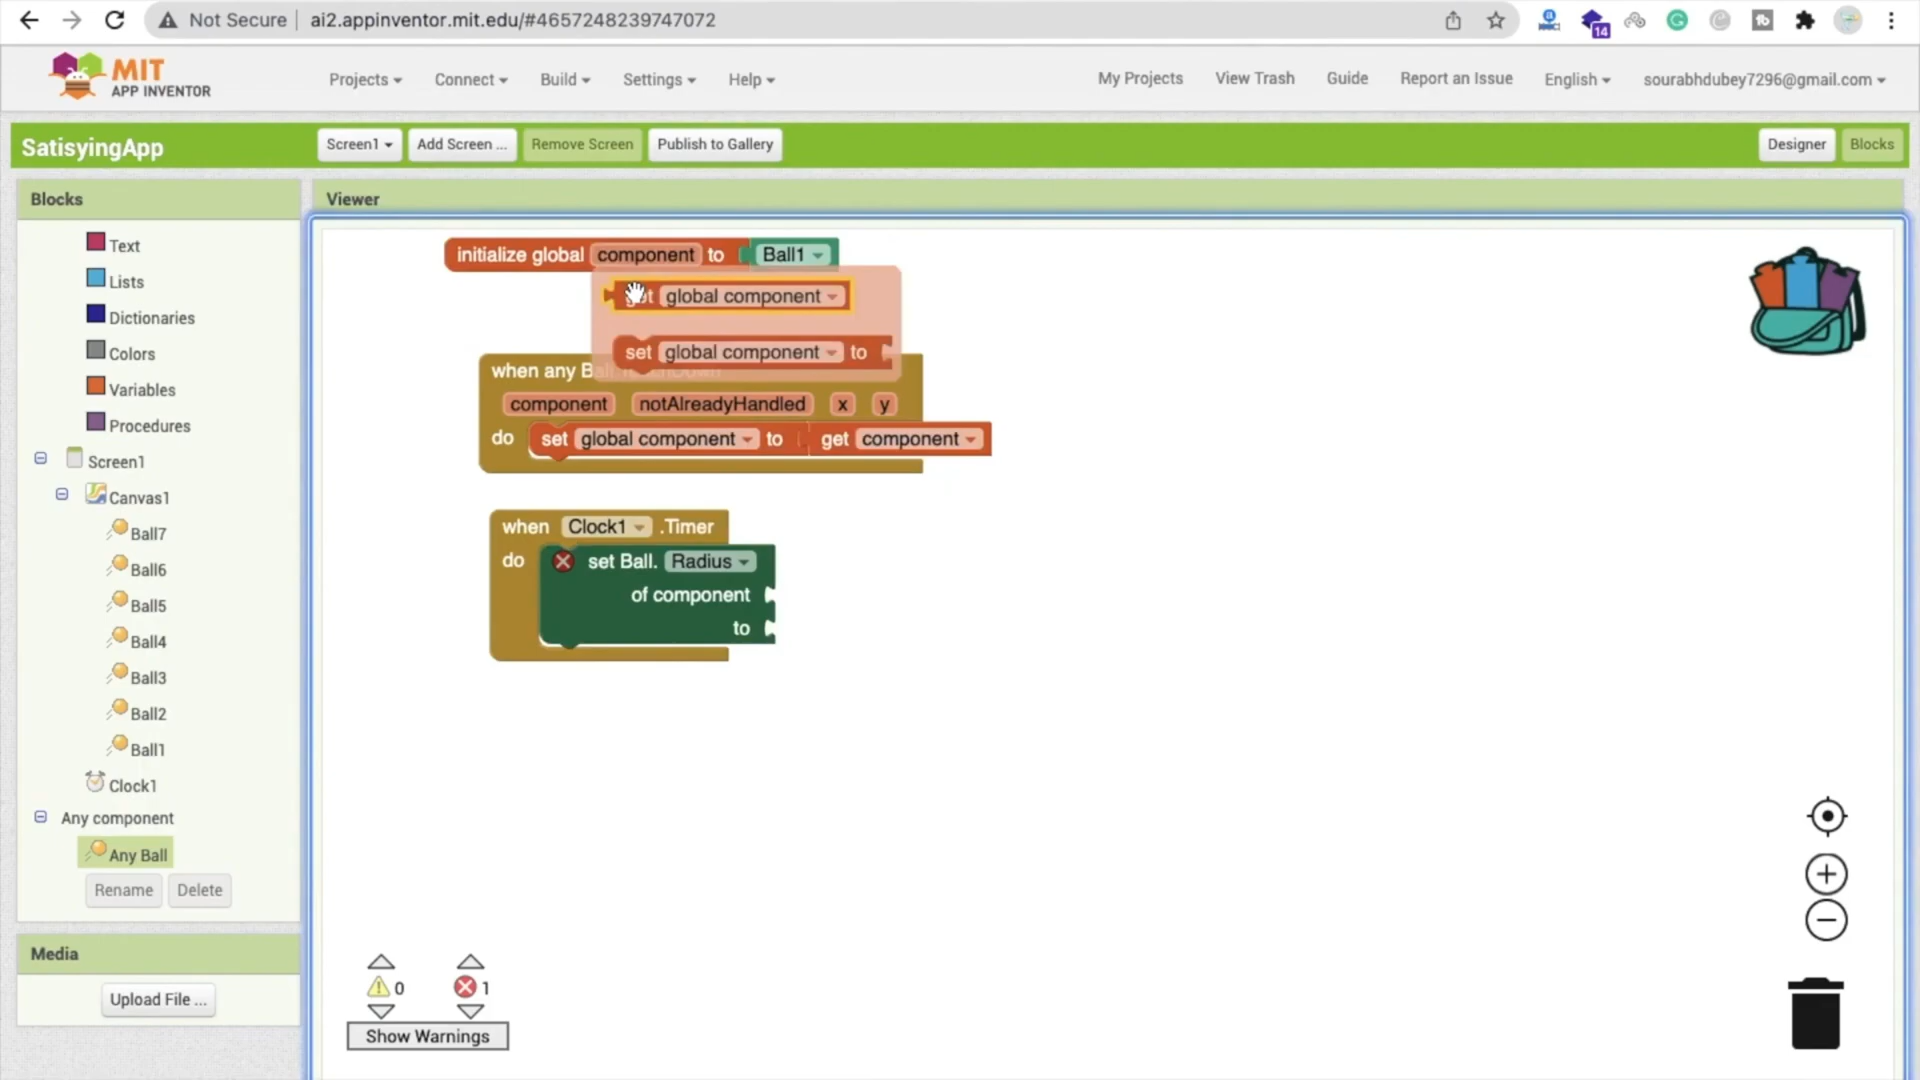 Not Secure ai2.appinventor.mit.edu/#4657248239747072
14
MIT
APP INVENTOR
Projects Connect Build Settings Help My Projects View Trash Guide Report an Issue English sourabhdubey7296@gmail.com
SatisyingApp Screen1 Add Screen ... Remove Screen Publish to Gallery Designer Blocks
Blocks
Viewer
Text
Lists
Dictionaries
Colors
Variables
Procedures
Screen1
Canvas1
Ball7
Ball6
Ball5
Ball4
Ball3
Ball2
Ball1
Clock1
Any component
Any Ball
Rename Delete
Media
Upload File ...
initialize global component to Ball1
get global component
set global component to
when any Ball.TouchDown
component notAlreadyHandled x y
do set global component to get component
when Clock1 .Timer
do set Ball. Radius
of component
to
0 1
Show Warnings